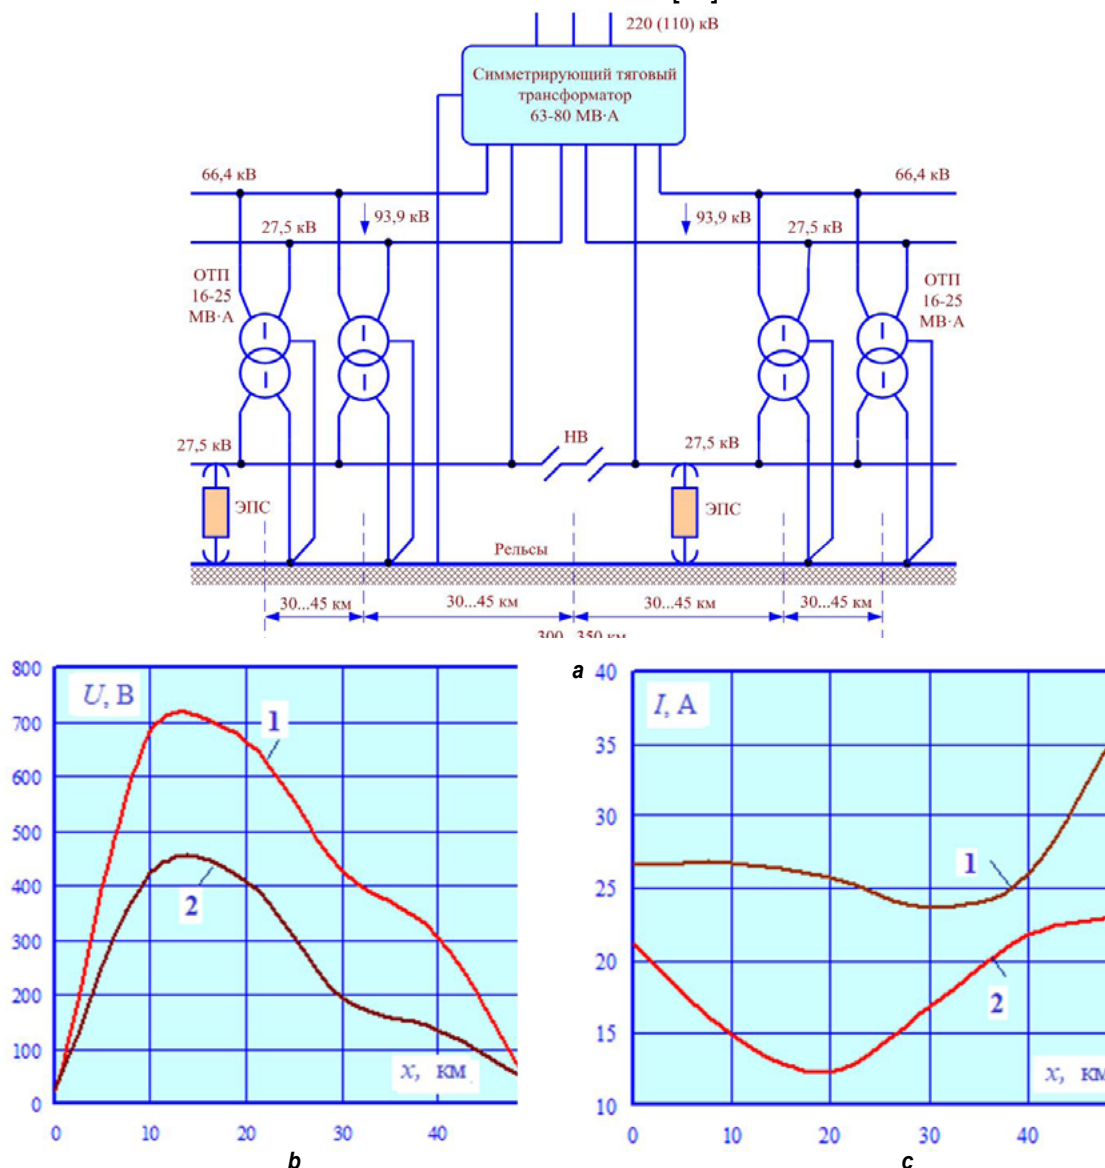 220 (110) кВ
Симметрирующий тяговый
трансформатор
63-80 МВ·А
66,4 кВ
66,4 кВ
27,5 кВ
93,9 кВ
93,9 кВ
27,5 кВ
ОТП
16-25
МВ·А
ОТП
16-25
МВ·А
27,5 кВ
НВ
27,5 кВ
ЭПС
ЭПС
Рельсы
30...45 км
30...45 км
30...45 км
30...45 км
a
800
700
600
500
400
300
200
100
0
U, В
1
2
x, км
0
10
20
30
40
b
40
35
30
25
20
15
10
I, А
1
2
x, км
0
10
20
30
40
c